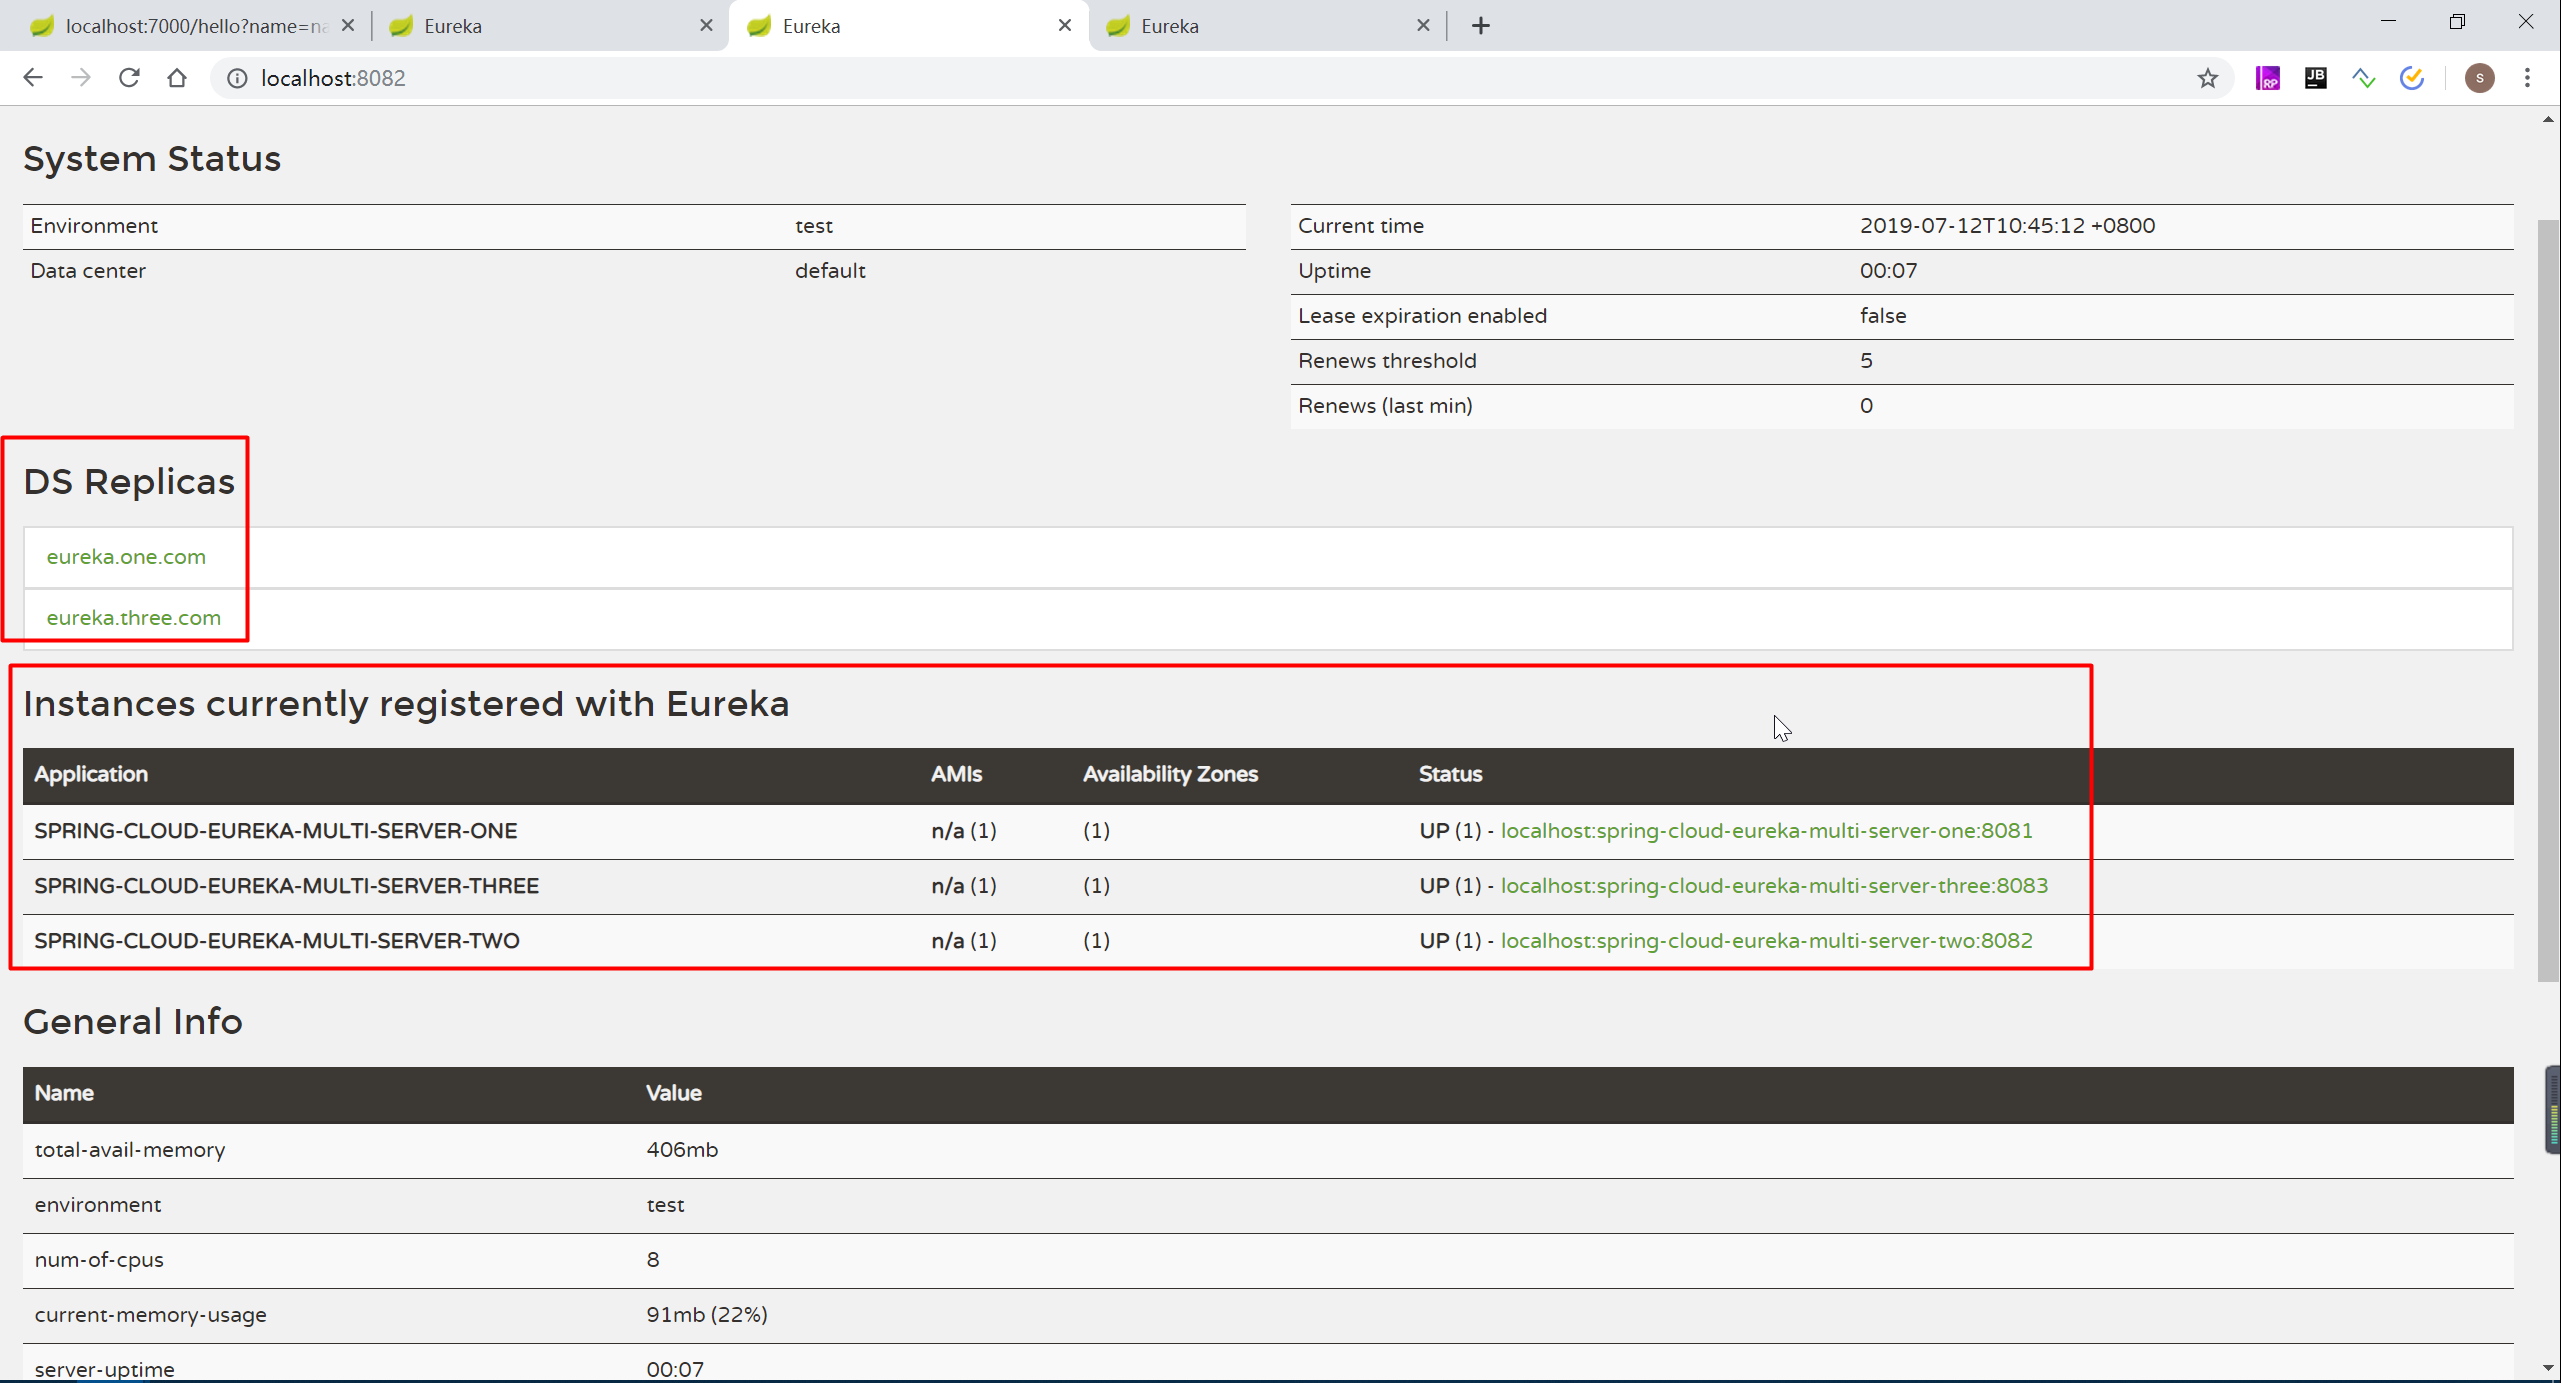 localhost:7000/hello?name=na
Eureka
Eureka
Eureka
localhost:8082
RP
JB
S
System Status
Environment test
Data center default
Current time 2019-07-12T10:45:12 +0800
Uptime 00:07
Lease expiration enabled false
Renews threshold 5
Renews (last min) 0
DS Replicas
eureka.one.com
eureka.three.com
Instances currently registered with Eureka
Application AMIs Availability Zones Status
SPRING-CLOUD-EUREKA-MULTI-SERVER-ONE n/a (1) (1) UP (1) - localhost:spring-cloud-eureka-multi-server-one:8081
SPRING-CLOUD-EUREKA-MULTI-SERVER-THREE n/a (1) (1) UP (1) - localhost:spring-cloud-eureka-multi-server-three:8083
SPRING-CLOUD-EUREKA-MULTI-SERVER-TWO n/a (1) (1) UP (1) - localhost:spring-cloud-eureka-multi-server-two:8082
General Info
Name Value
total-avail-memory 406mb
environment test
num-of-cpus 8
current-memory-usage 91mb (22%)
server-uptime 00:07